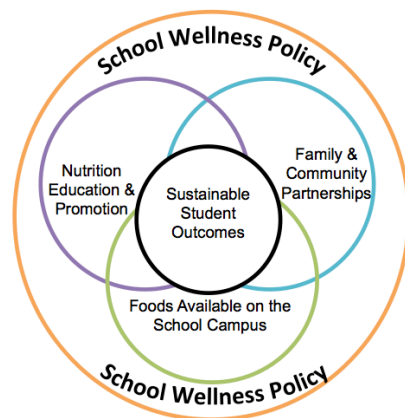 School Wellness Policy
Nutrition
Education &
Promotion
Family &
Community
Partnerships
Sustainable
Student
Outcomes
Foods Available on the
School Campus
School Wellness Policy